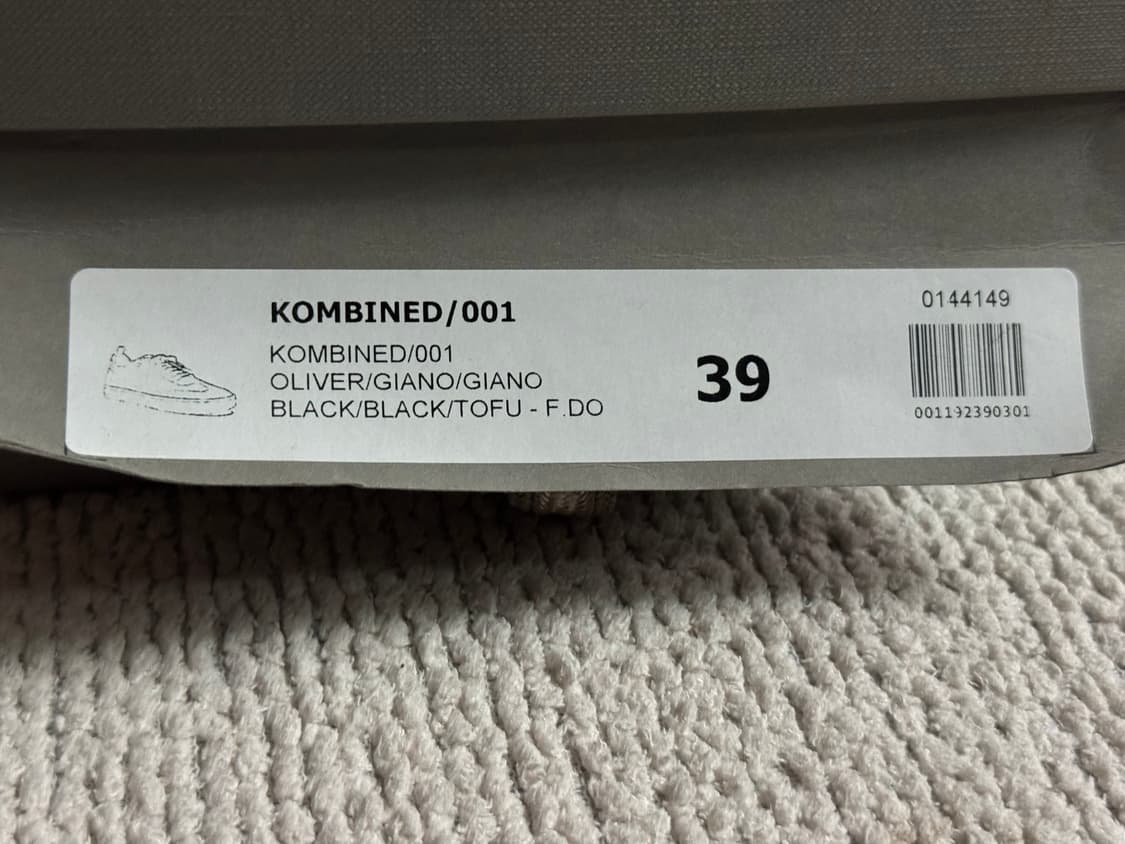 KOMBINED/001
KOMBINED/001
OLIVER/GIANO/GIANO
BLACK/BLACK/TOFU - F.DO
39
0144149
001192390301